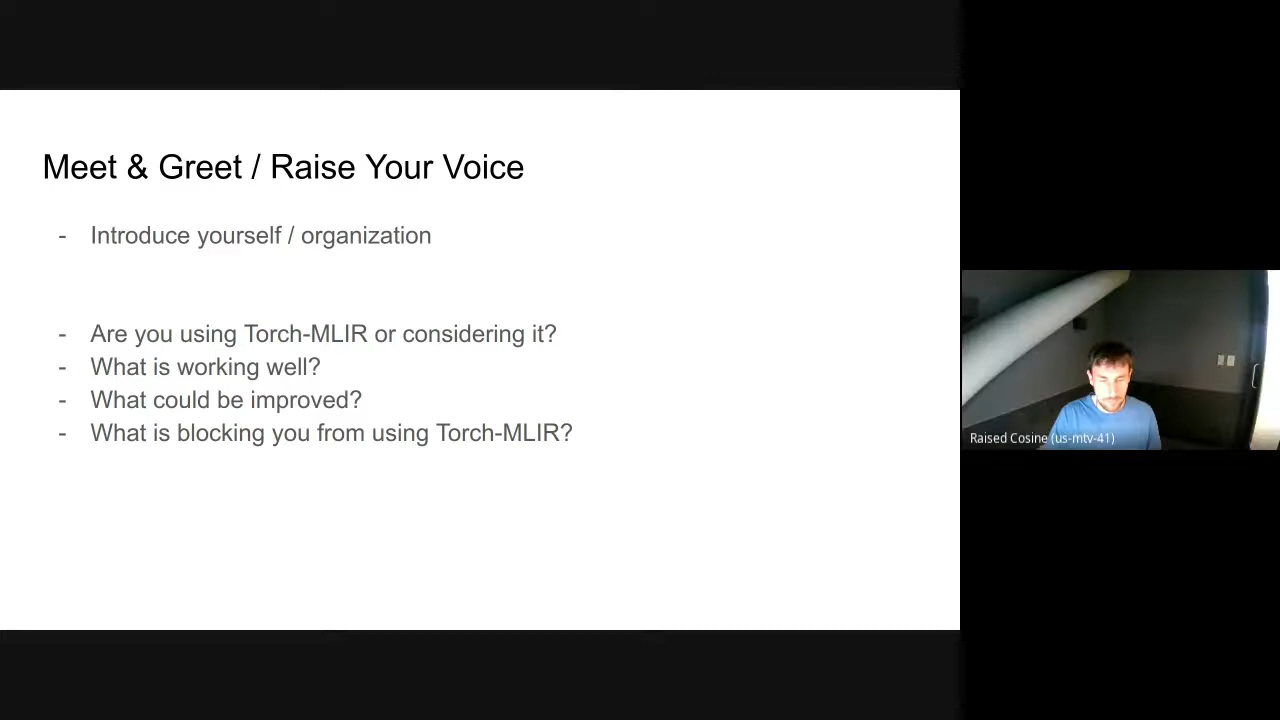 Meet & Greet / Raise Your Voice
- Introduce yourself / organization
- Are you using Torch-MLIR or considering it?
- What is working well?
- What could be improved?
- What is blocking you from using Torch-MLIR?
Raised Cosine (us-mtv-41)